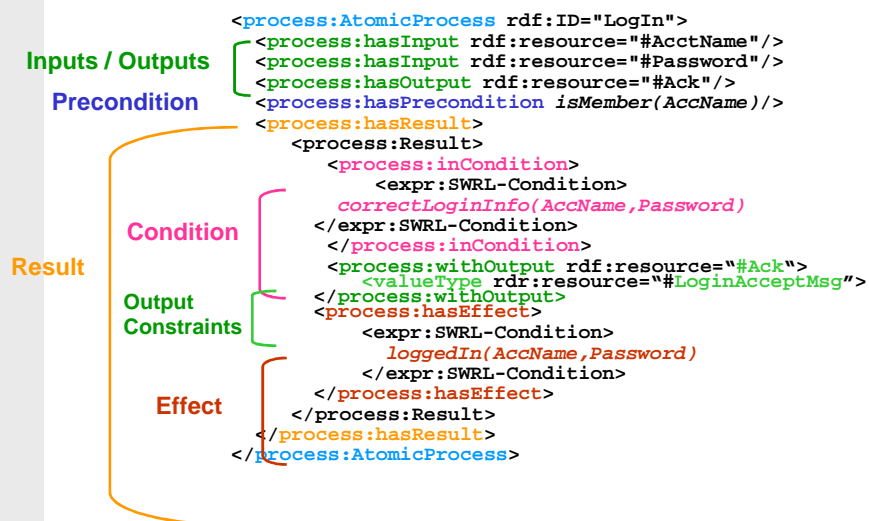 <process:AtomicProcess rdf:ID="LogIn">
<process:hasInput rdf:resource="#AcctName"/>
Inputs / Outputs
<process:hasInput rdf:resource="#Password"/>
<process:hasOutput rdf:resource="#Ack"/>
Precondition
<process:hasPrecondition isMember(AccName)/>
<process:hasResult>
<process:Result>
<process:inCondition>
<expr:SWRL-Condition>
correctLoginInfo(AccName,Password)
Condition
</expr:SWRL-Condition>
</process:inCondition>
Result
<process:withOutput rdf:resource=“#Ack“>
<valueType rdr:resource=“#LoginAcceptMsg”>
Output
Constraints
</process:withOutput>
<process:hasEffect>
<expr:SWRL-Condition>
loggedIn(AccName,Password)
</expr:SWRL-Condition>
</process:hasEffect>
Effect
</process:Result>
</process:hasResult>
</process:AtomicProcess>